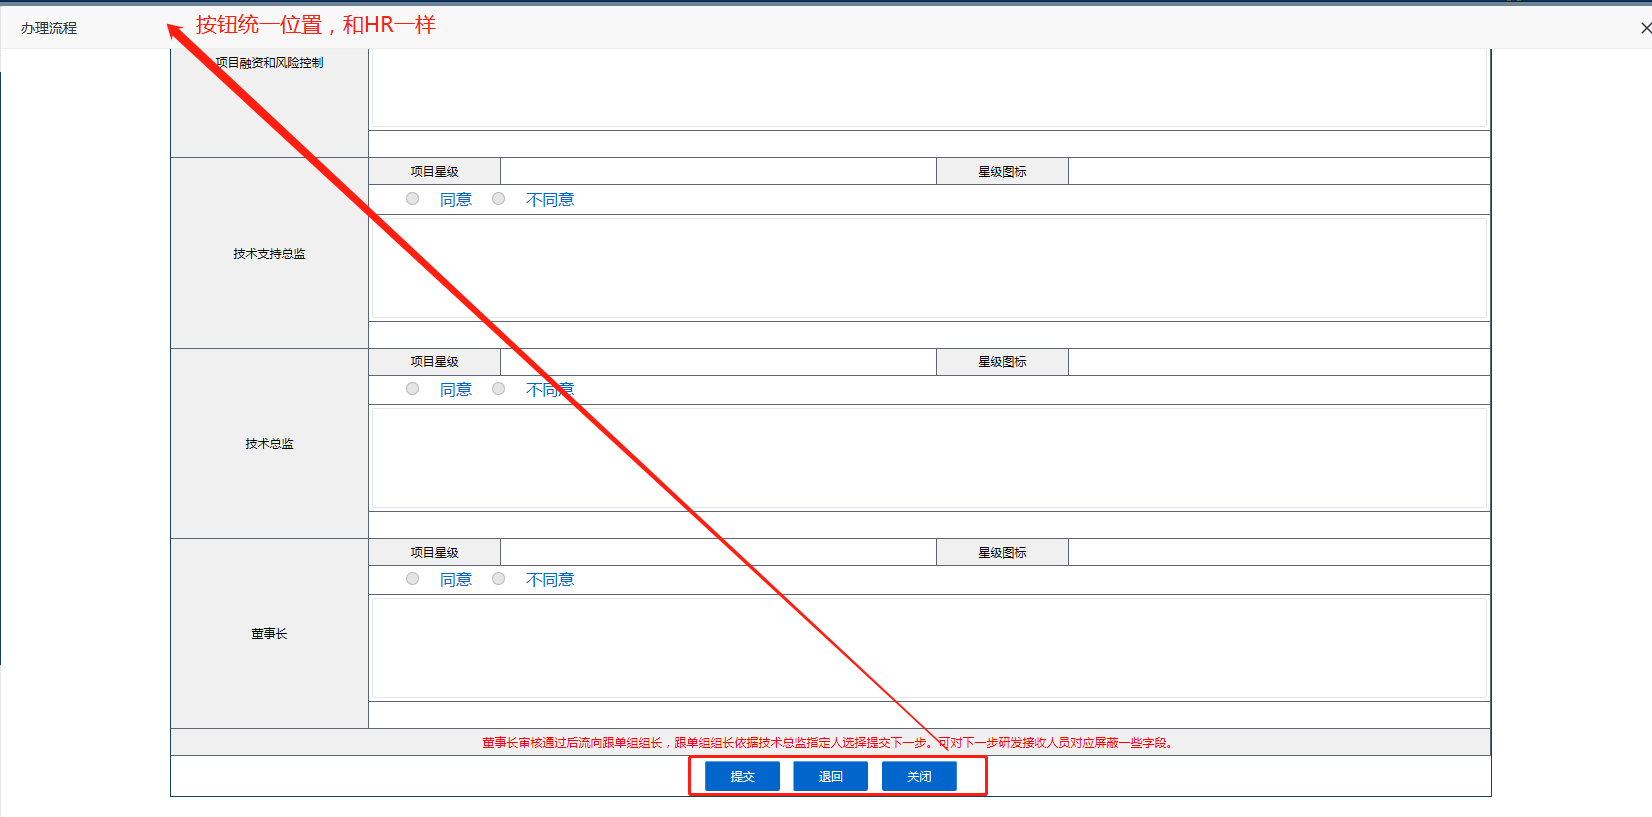 办理流程
按钮统一位置，和HR一样
项目融资和风险控制
项目星级
星级图标
同意
不同意
技术支持总监
项目星级
星级图标
同意
不同意
技术总监
项目星级
星级图标
同意
不同意
董事长
董事长审核通过后流向跟单组组长，跟单组组长依据技术总监指定人选择提交下一步。可对下一步研发接收人员对应屏蔽一些字段。
提交
退回
关闭